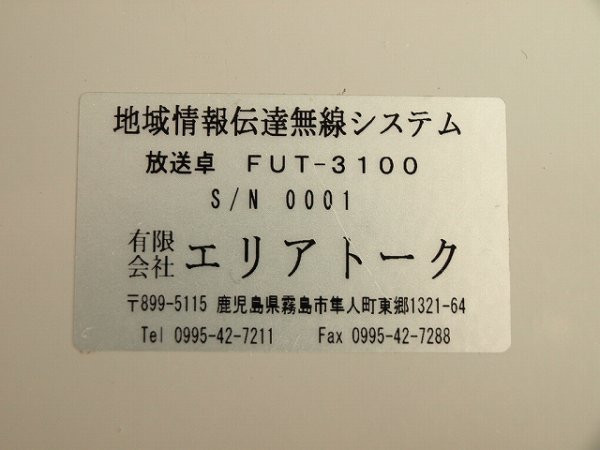 地域情報伝達無線システム
放送卓　ＦＵＴ－３１００
S/N 0001
有限会社 エリアトーク
〒899-5115 鹿児島県霧島市隼人町東郷1321-64
Tel 0995-42-7211　Fax 0995-42-7288